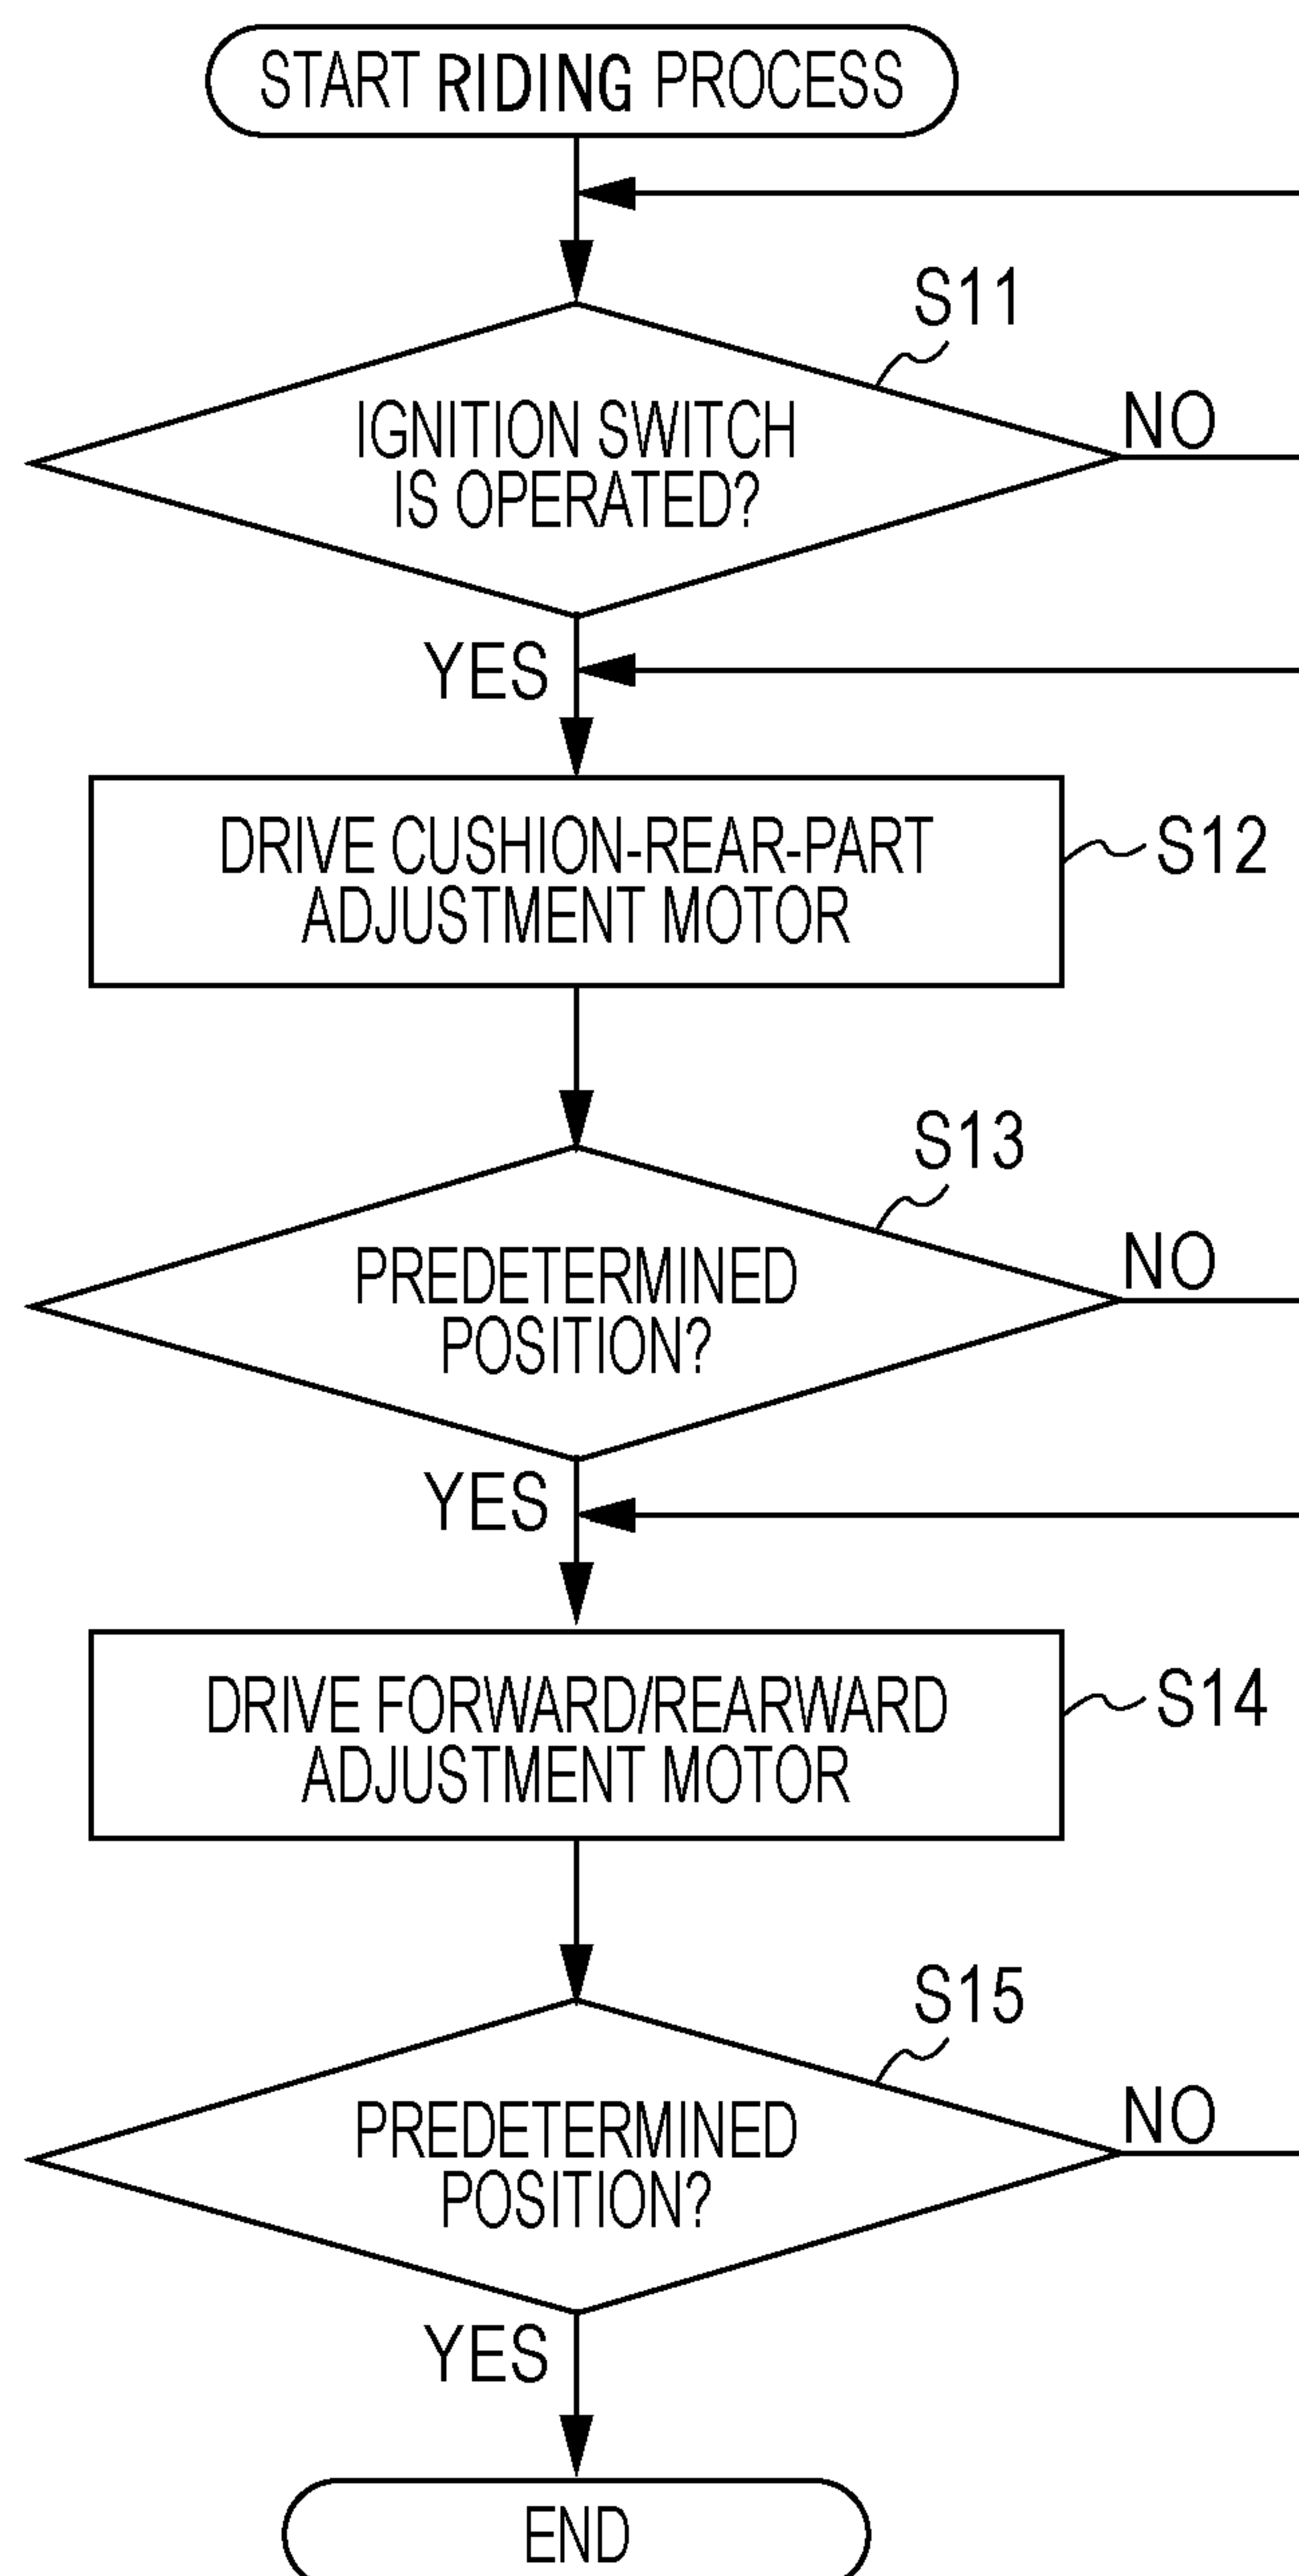 START RIDING PROCESS
S11
IGNITION SWITCH
IS OPERATED?
NO
YES
DRIVE CUSHION-REAR-PART
ADJUSTMENT MOTOR
S12
S13
PREDETERMINED
POSITION?
NO
YES
DRIVE FORWARD/REARWARD
ADJUSTMENT MOTOR
S14
S15
PREDETERMINED
POSITION?
NO
YES
END